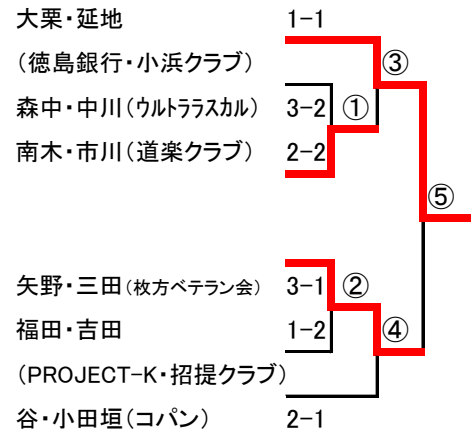 大栗・延地 1-1
(徳島銀行・小浜クラブ) ③
森中・中川(ウルトララスカル) 3-2 ①
南木・市川(道楽クラブ) 2-2
⑤
矢野・三田(枚方ベテラン会) 3-1 ②
福田・吉田 1-2 ④
(PROJECT-K・招提クラブ)
谷・小田垣(コパン) 2-1